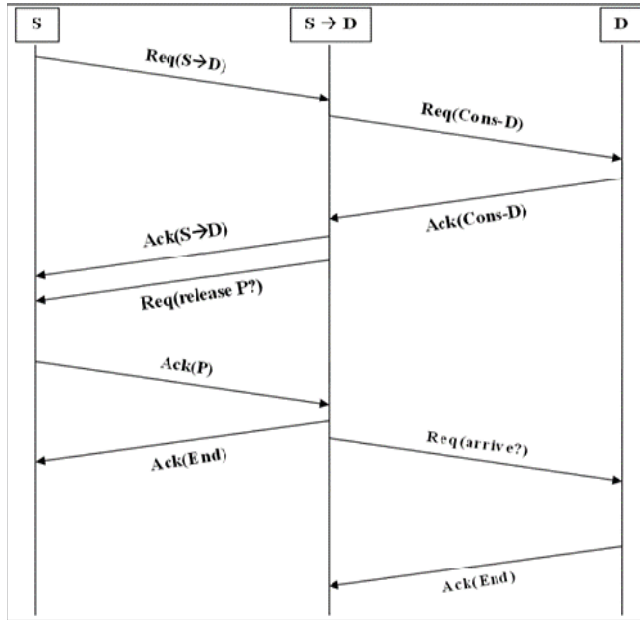 S
S → D
D
Req(S→D)
Req(Cons-D)
Ack(Cons-D)
Ack(S→D)
Req(release P?)
Ack(P)
Req(arrive?)
Ack(End)
Ack(End)